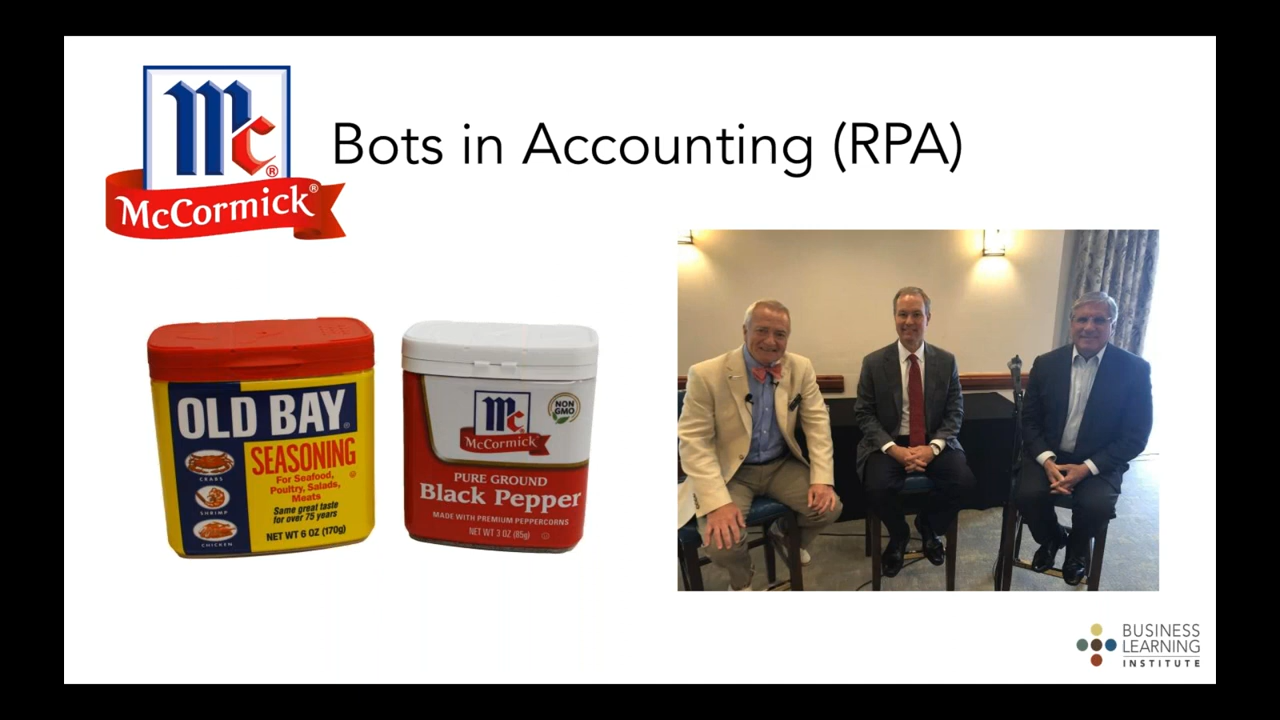 Mc®
McCormick®
Bots in Accounting (RPA)
OLD BAY®
SEASONING
For Seafood,
Poultry, Salads,
Meats
Same great taste
for over 75 years
NET WT 6 OZ (170g)
CRABS
SHRIMP
CHICKEN
Mc
McCormick
NON
GMO
PURE GROUND
Black Pepper
MADE WITH PREMIUM PEPPERCORNS
NET WT 3 OZ (85g)
BUSINESS
LEARNING
INSTITUTE